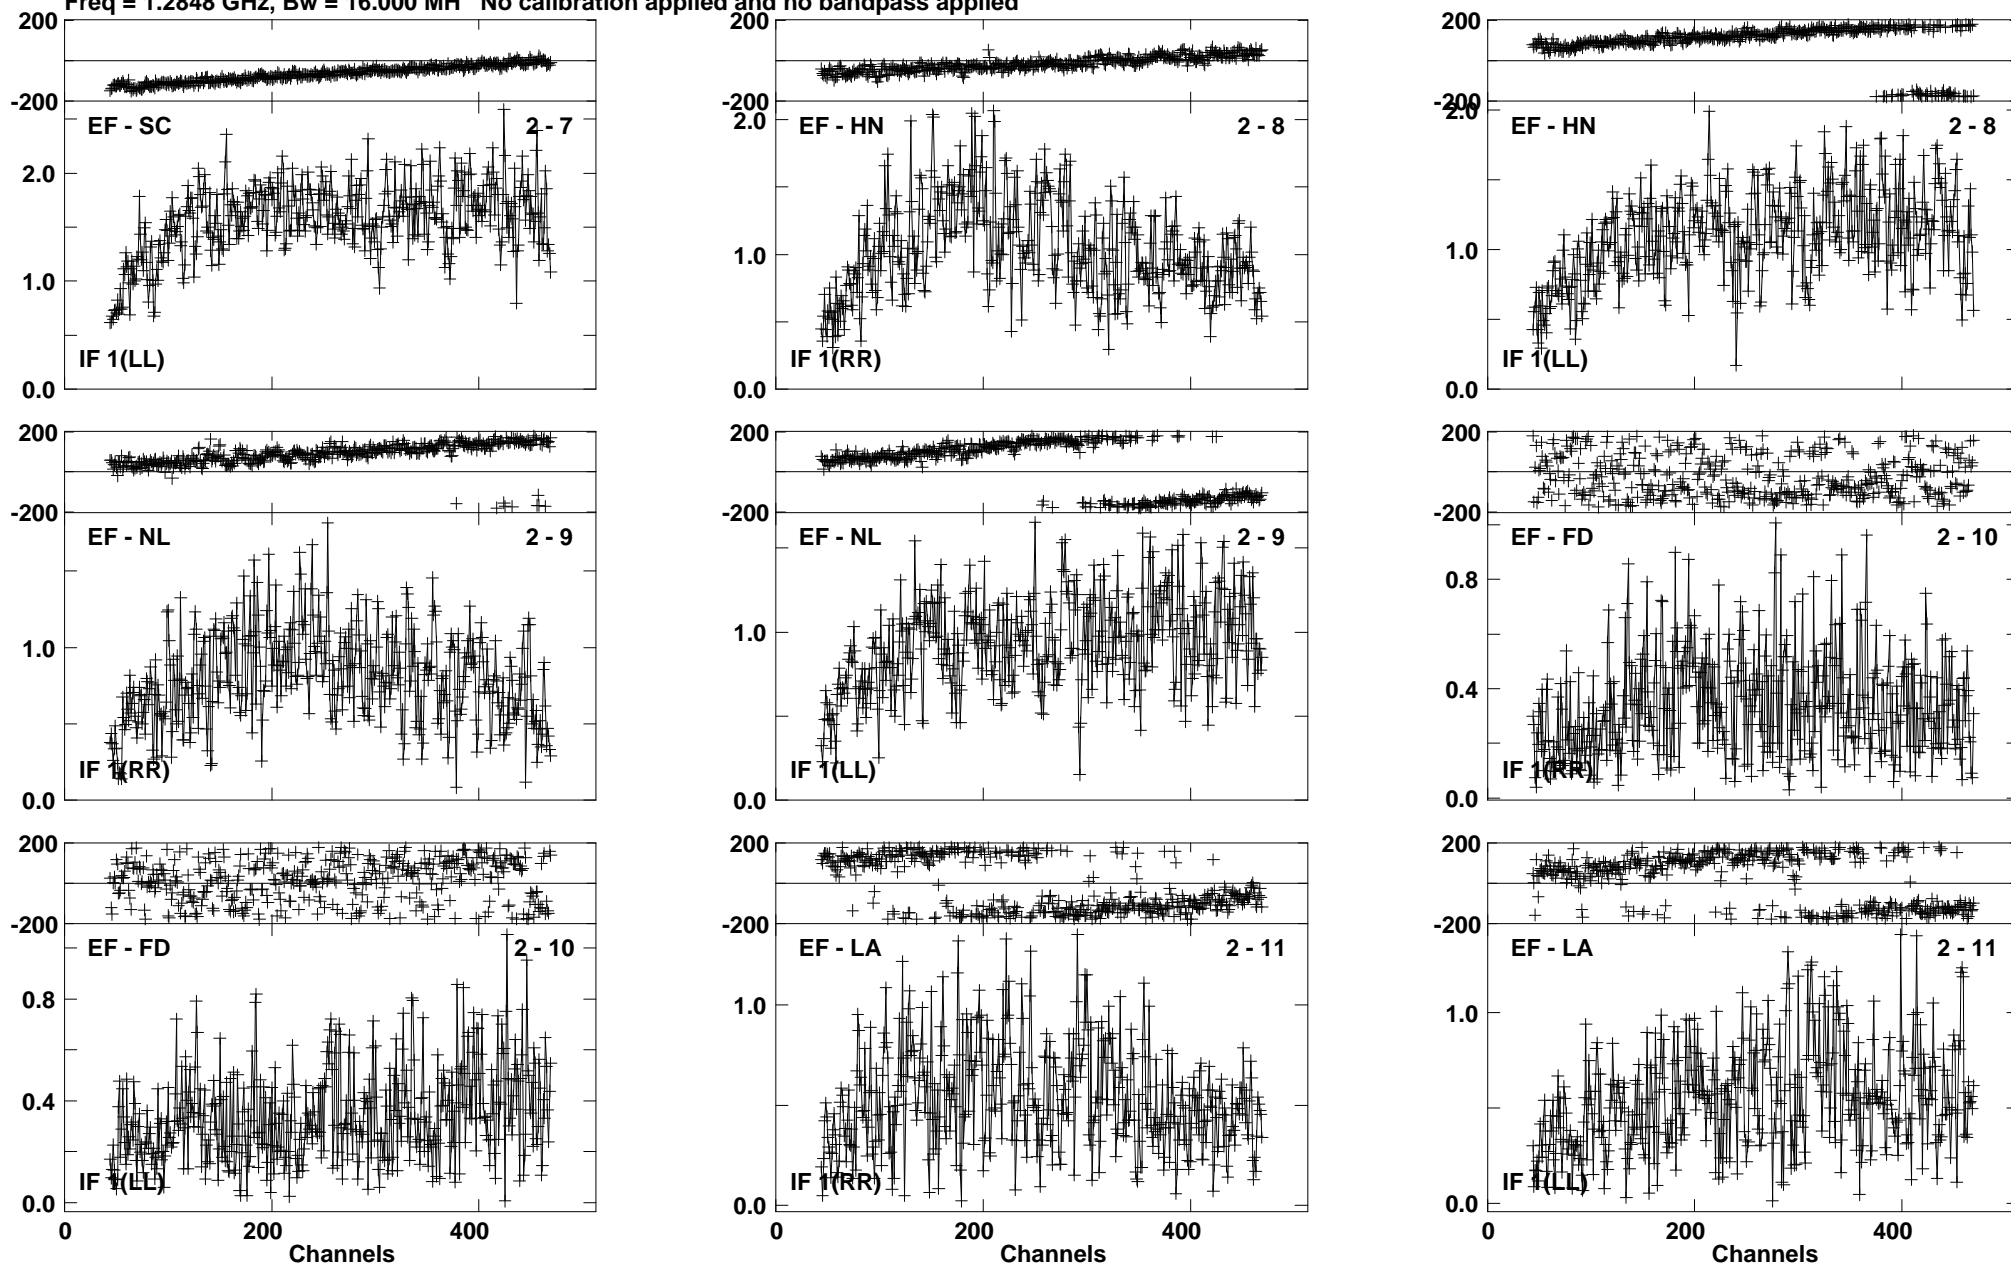 Freq = 1.2848 GHz, Bw = 16.000 MH No calibration applied and no bandpass applied
200 200 200
-200 -200 -200
EF - SC 2 - 7 EF - HN 2 - 8 EF - HN 2 - 8
2.0 2.0 2.0
1.0 1.0 1.0
IF 1(LL) IF 1(RR) IF 1(LL)
0.0 0.0 0.0
200 200 200
-200 -200 -200
EF - NL 2 - 9 EF - NL 2 - 9 EF - FD 2 - 10
1.0 1.0 0.8
0.4
IF 1(RR) IF 1(LL) IF 1(RR)
0.0 0.0 0.0
200 200 200
-200 -200 -200
EF - FD 2 - 10 EF - LA 2 - 11 EF - LA 2 - 11
0.8 1.0 1.0
0.4
IF 1(LL) IF 1(RR) IF 1(LL)
0.0 0.0 0.0
0 200 400 0 200 400 0 200 400
Channels Channels Channels